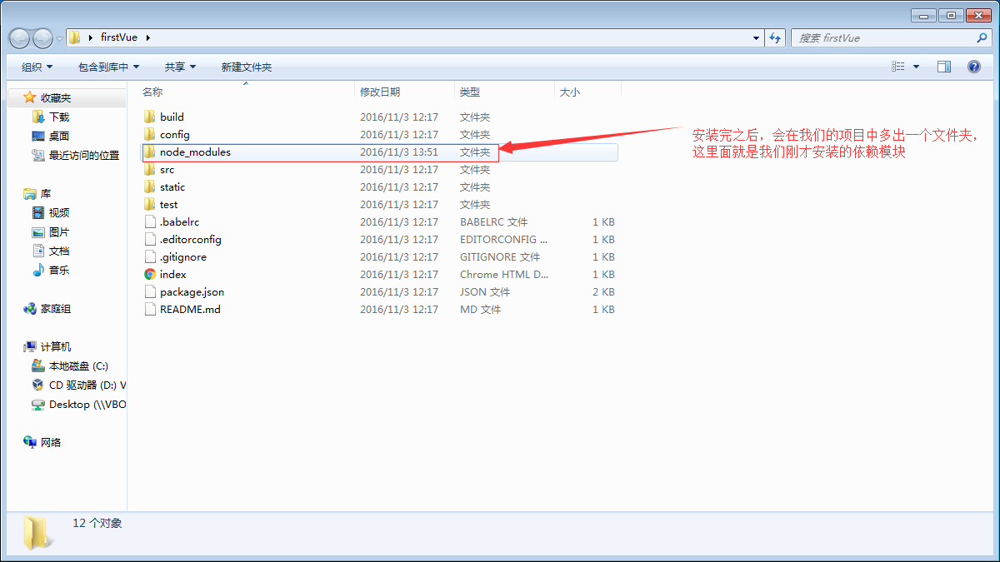 firstVue
搜索 firstVue
组织 包含到库中 共享 新建文件夹
收藏夹
下载
桌面
最近访问的位置
库
视频
图片
文档
音乐
家庭组
计算机
本地磁盘 (C:)
CD 驱动器 (D:) V
Desktop (\\VBO
网络
名称 修改日期 类型 大小
build 2016/11/3 12:17 文件夹
config 2016/11/3 12:17 文件夹
node_modules 2016/11/3 13:51 文件夹
src 2016/11/3 12:17 文件夹
static 2016/11/3 12:17 文件夹
test 2016/11/3 12:17 文件夹
.babelrc 2016/11/3 12:17 BABELRC 文件 1 KB
.editorconfig 2016/11/3 12:17 EDITORCONFIG ... 1 KB
.gitignore 2016/11/3 12:17 GITIGNORE 文件 1 KB
index 2016/11/3 12:17 Chrome HTML D... 1 KB
package.json 2016/11/3 12:17 JSON 文件 2 KB
README.md 2016/11/3 12:17 MD 文件 1 KB
安装完之后，会在我们的项目中多出一个文件夹，
这里面就是我们刚才安装的依赖模块
12 个对象